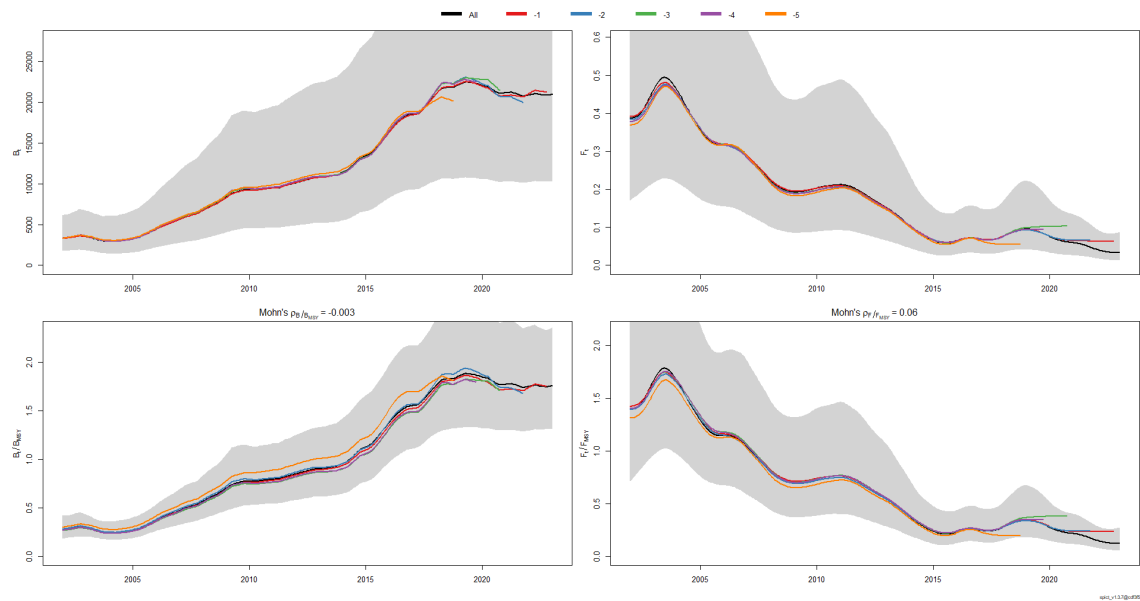 All -1 -2 -3 -4 -5
Bt
0 5000 10000 15000 20000 25000
2005 2010 2015 2020
Ft
0.0 0.1 0.2 0.3 0.4 0.5 0.6
2005 2010 2015 2020
Mohn's ρB/BMSY = -0.003
Bt/BMSY
0.0 0.5 1.0 1.5 2.0
2005 2010 2015 2020
Mohn's ρF/FMSY = 0.06
Ft/FMSY
0.0 0.5 1.0 1.5 2.0
2005 2010 2015 2020